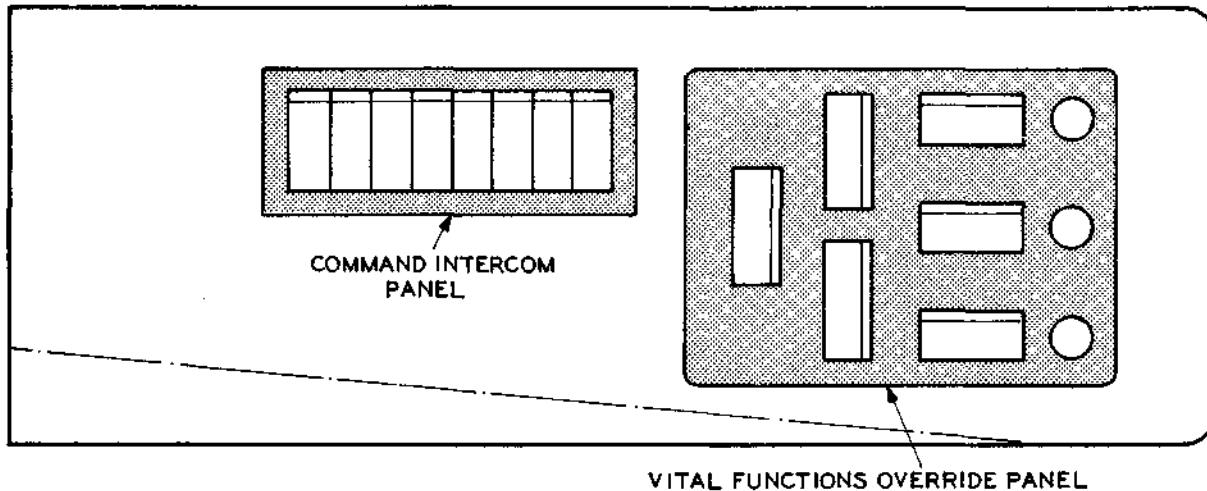 COMMAND INTERCOM
PANEL
VITAL FUNCTIONS OVERRIDE PANEL